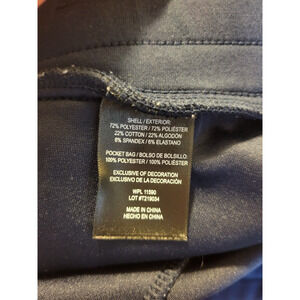 SHELL / EXTERIOR:
72% POLYESTER / 72% POLIÉSTER
22% COTTON / 22% ALGODÓN
6% SPANDEX / 6% ELASTANO
POCKET BAG / BOLSO DE BOLSILLO:
100% POLYESTER / 100% POLIÉSTER
EXCLUSIVE OF DECORATION
EXCLUSIVO DE LA DECORACIÓN
WPL 11590
LOT #T219034
MADE IN CHINA
HECHO EN CHINA